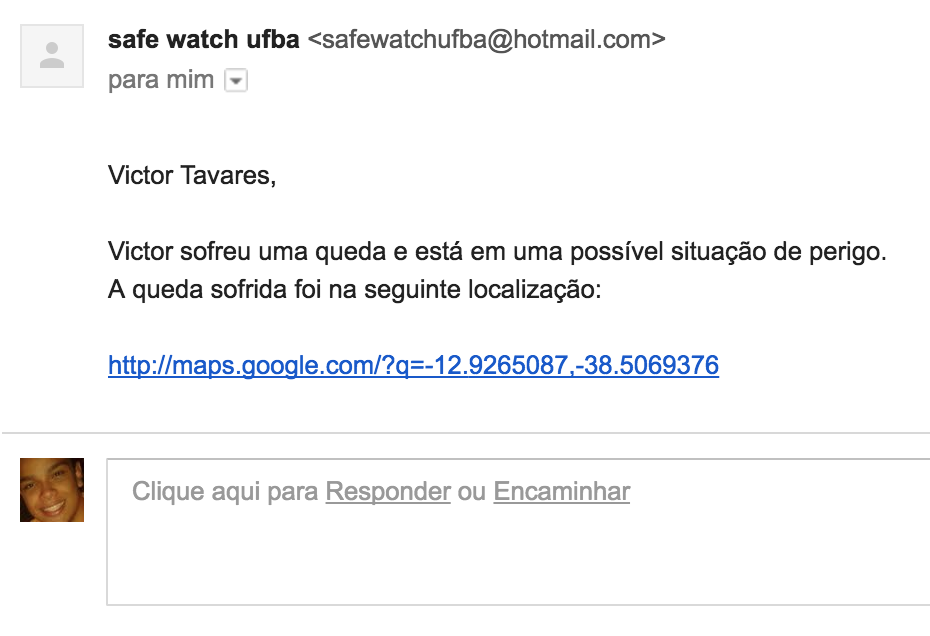 safe watch ufba <safewatchufba@hotmail.com>
para mim
Victor Tavares,
Victor sofreu uma queda e está em uma possível situação de perigo.
A queda sofrida foi na seguinte localização:
http://maps.google.com/?q=-12.9265087,-38.5069376
Clique aqui para Responder ou Encaminhar